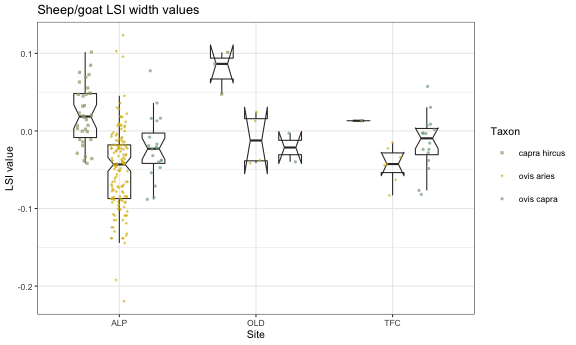 Sheep/goat LSI width values
LSI value
0.1
0.0
-0.1
-0.2
ALP OLD TFC
Site
Taxon
capra hircus
ovis aries
ovis capra